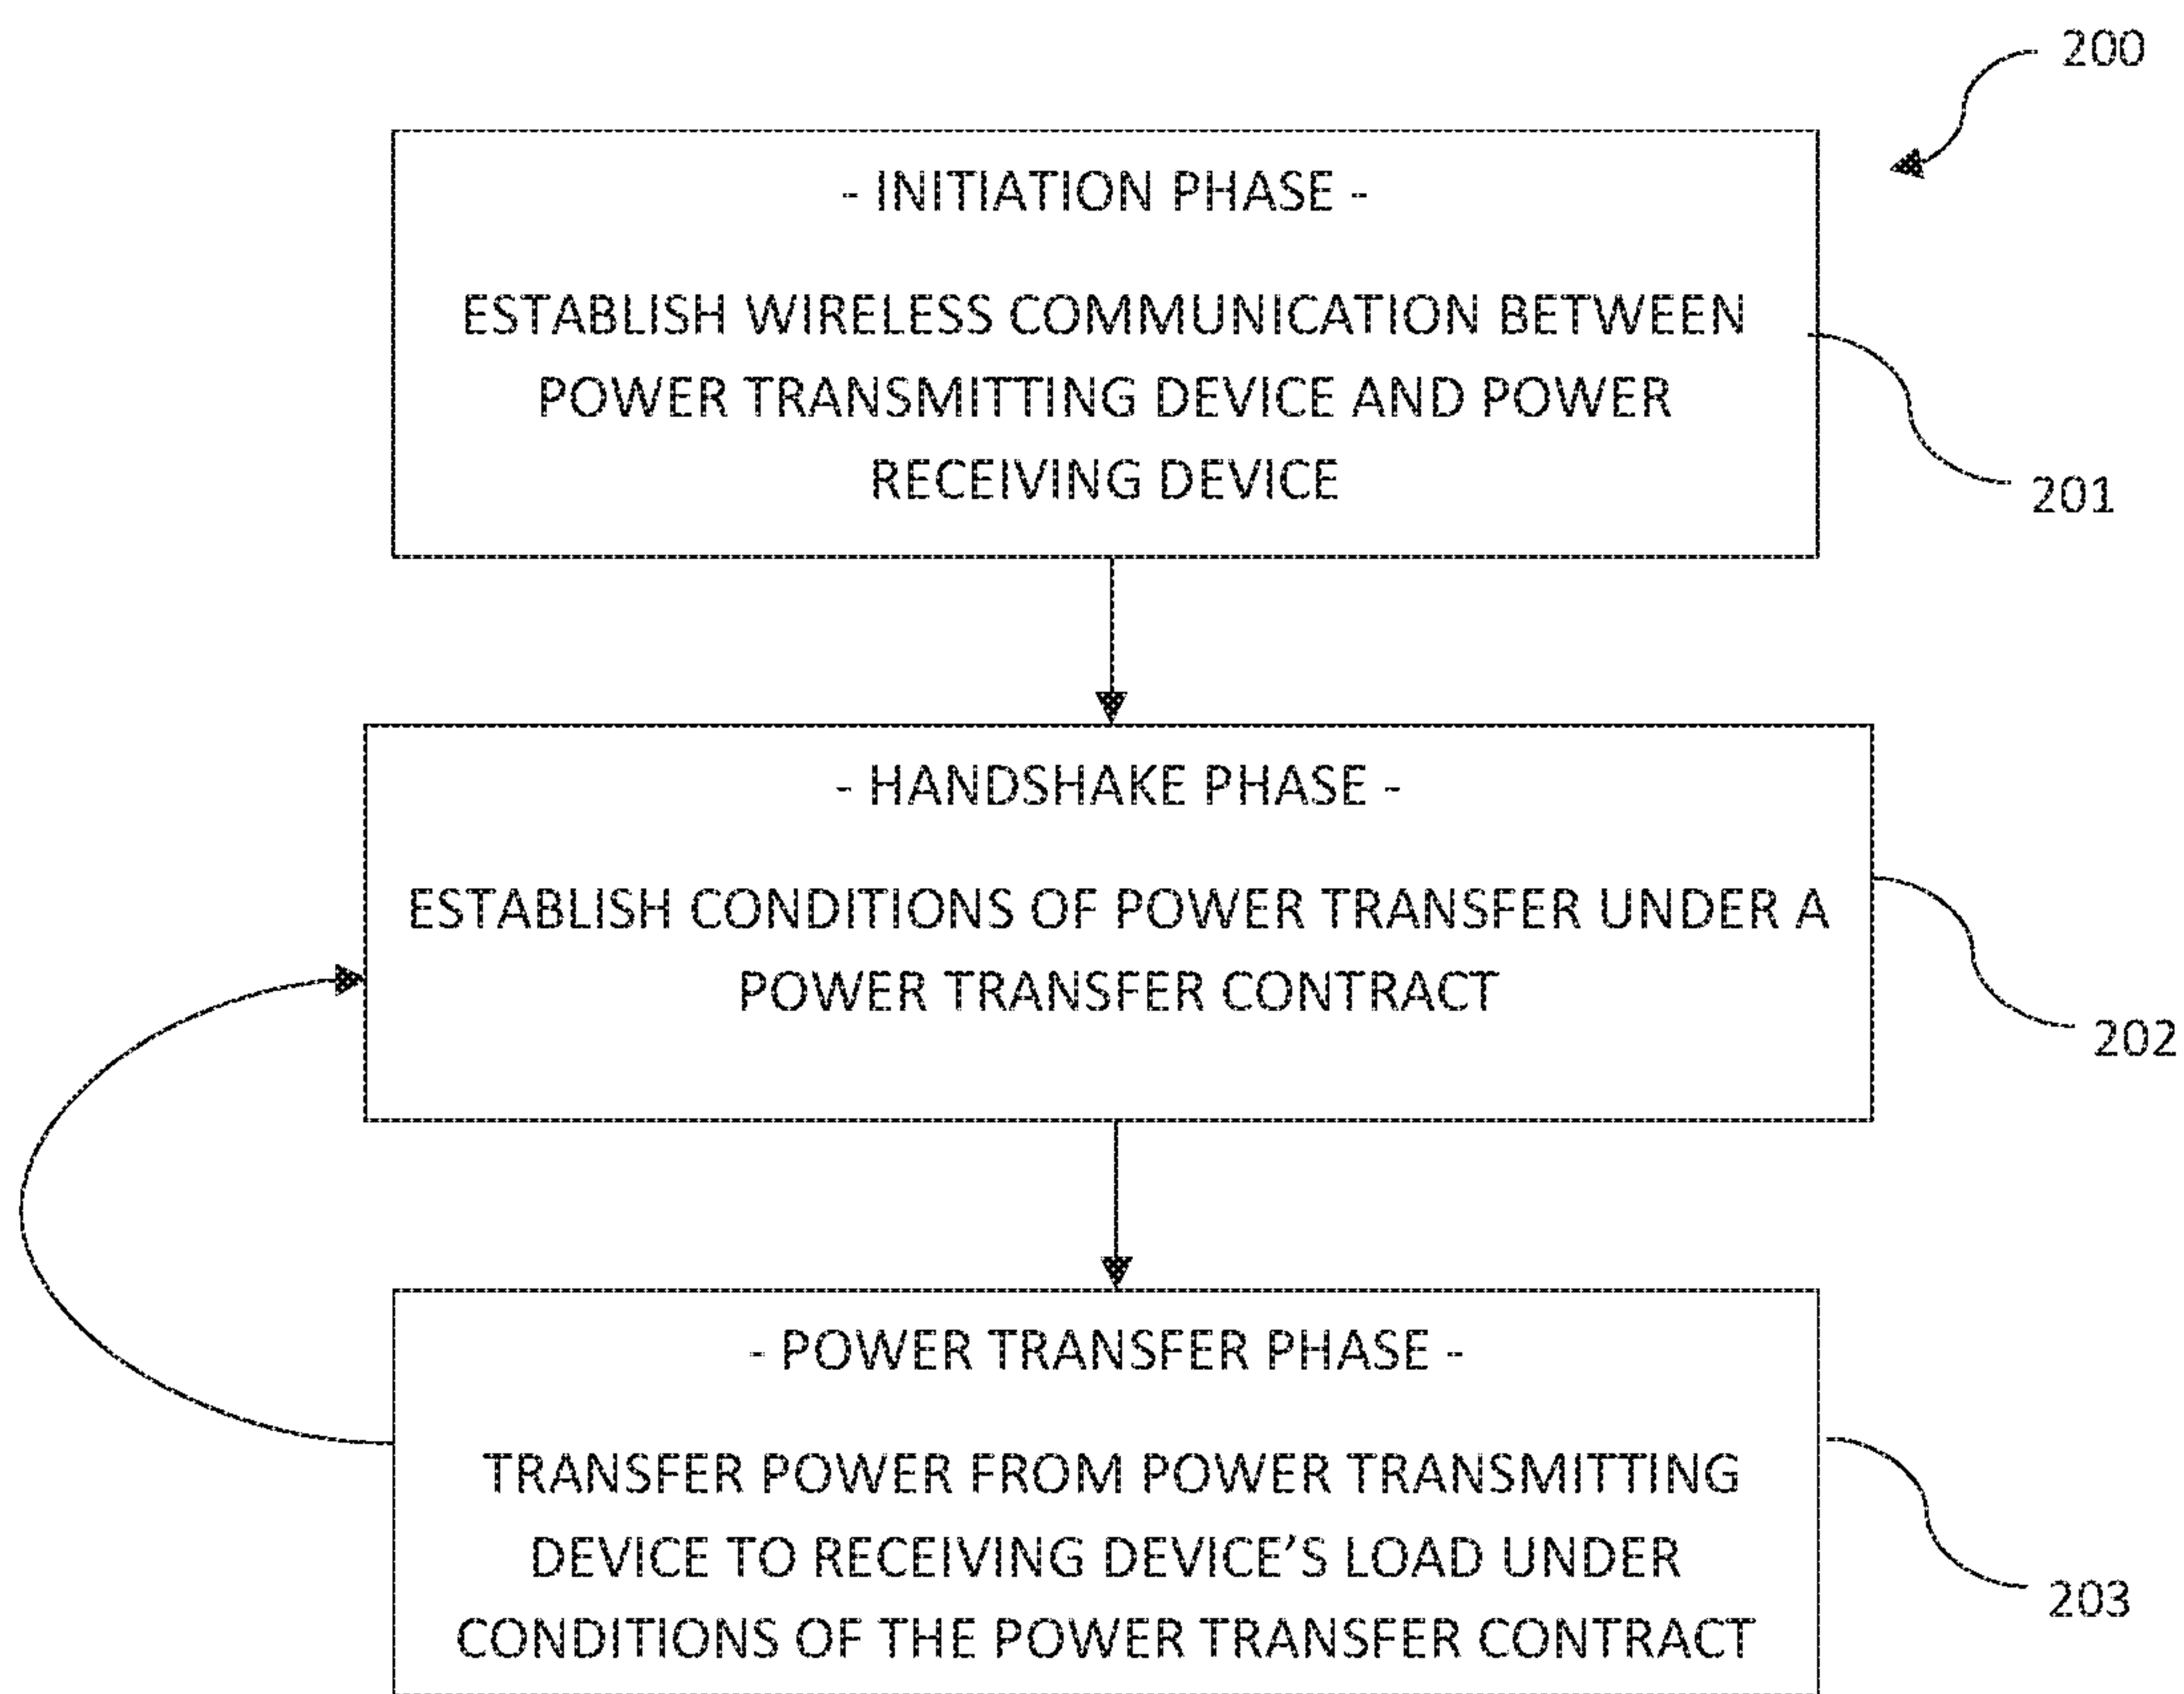 200
- INITIATION PHASE -
ESTABLISH WIRELESS COMMUNICATION BETWEEN
POWER TRANSMITTING DEVICE AND POWER
RECEIVING DEVICE
201
- HANDSHAKE PHASE -
ESTABLISH CONDITIONS OF POWER TRANSFER UNDER A
POWER TRANSFER CONTRACT
202
- POWER TRANSFER PHASE -
TRANSFER POWER FROM POWER TRANSMITTING
DEVICE TO RECEIVING DEVICE’S LOAD UNDER
CONDITIONS OF THE POWER TRANSFER CONTRACT
203